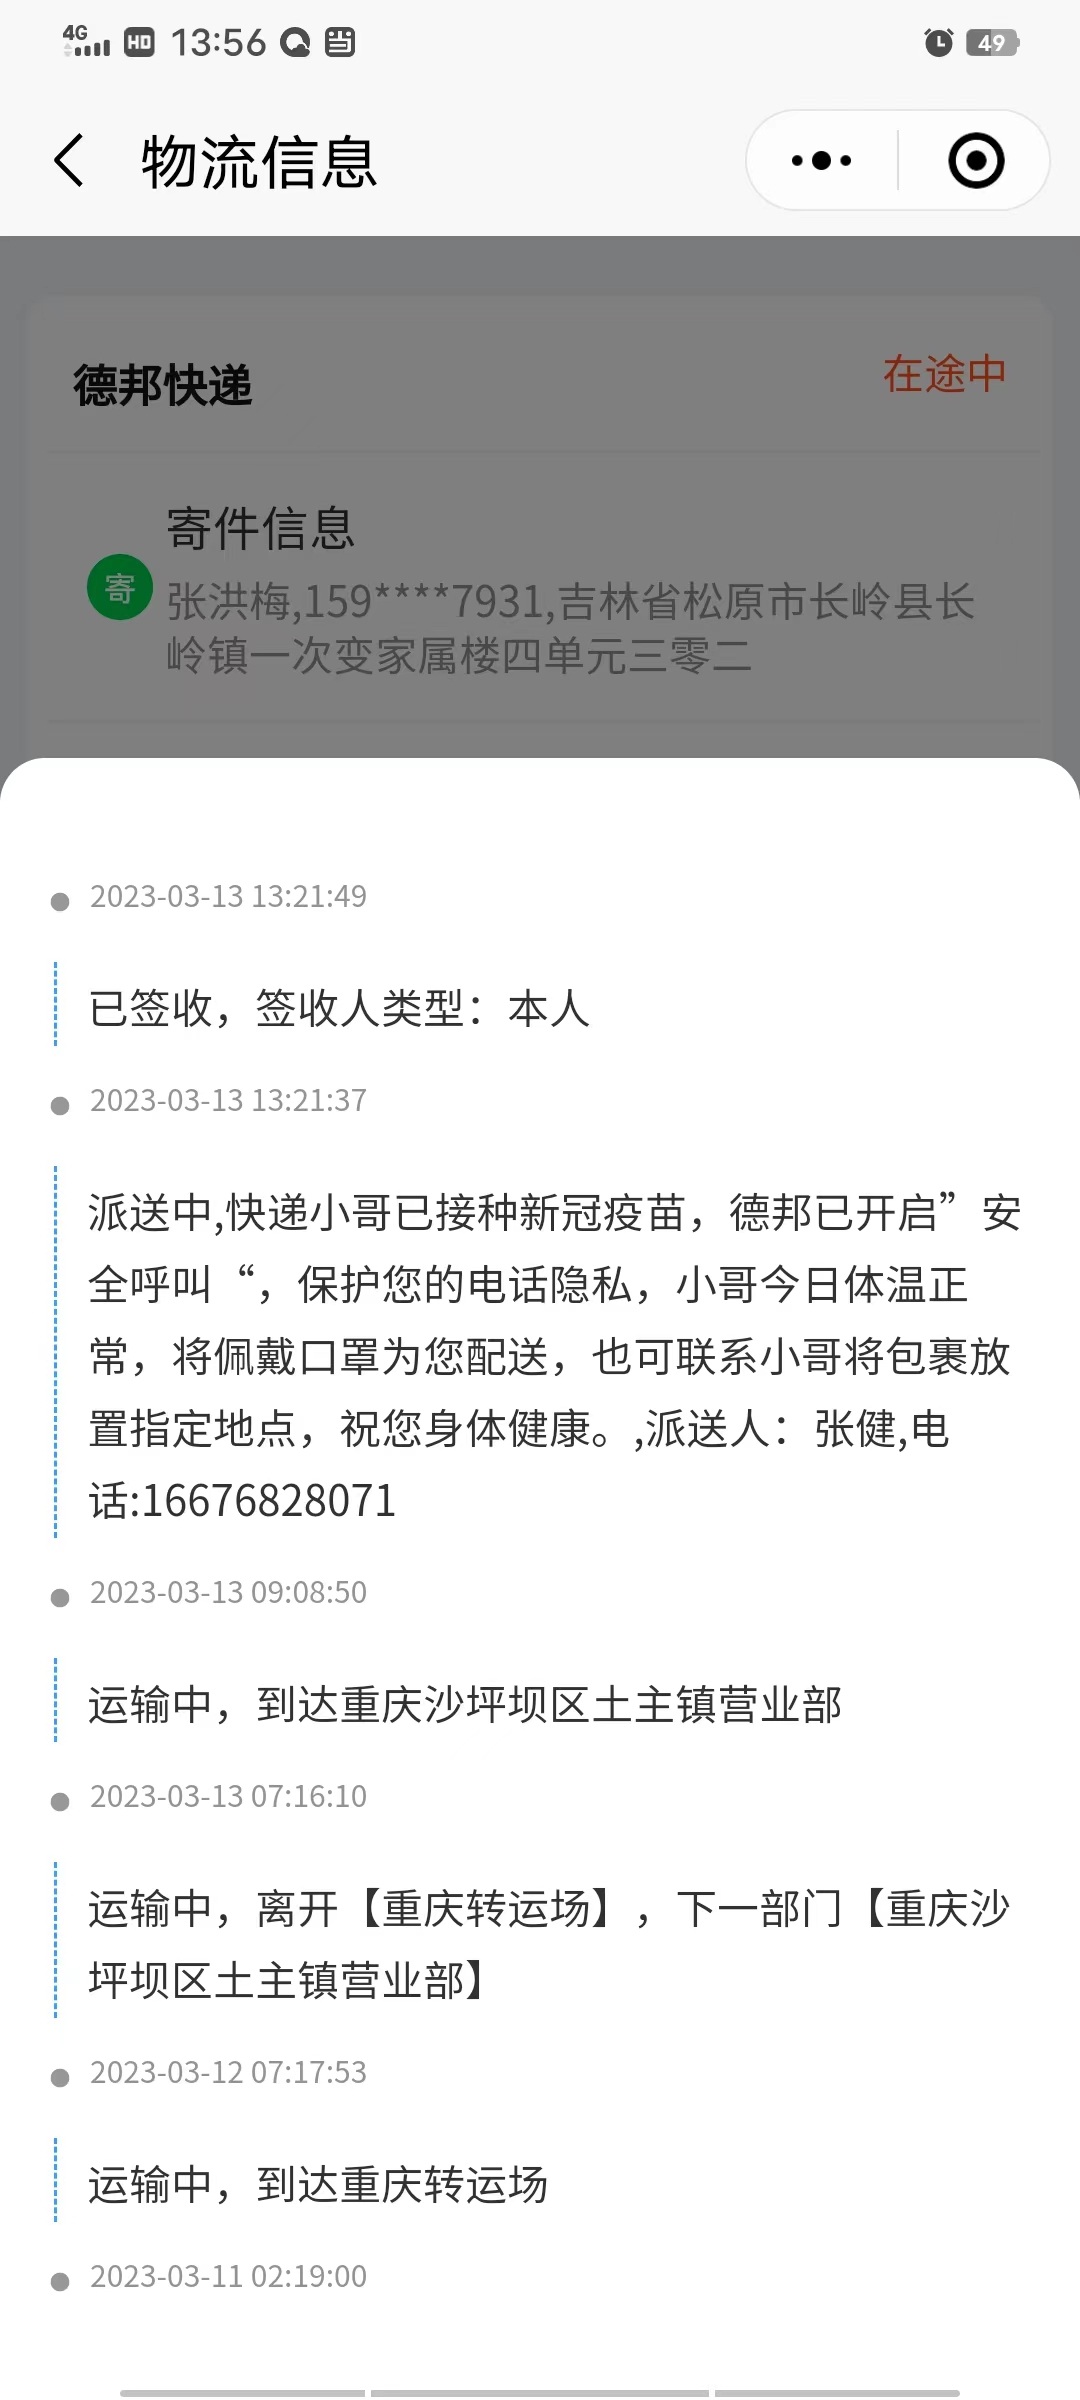 4G HD 13:56 49
物流信息
德邦快递 在途中
寄件信息
寄 张洪梅,159****7931,吉林省松原市长岭县长
岭镇一次变家属楼四单元三零二
2023-03-13 13:21:49
已签收，签收人类型：本人
2023-03-13 13:21:37
派送中,快递小哥已接种新冠疫苗，德邦已开启”安
全呼叫“，保护您的电话隐私，小哥今日体温正
常，将佩戴口罩为您配送，也可联系小哥将包裹放
置指定地点，祝您身体健康。,派送人：张健,电
话:16676828071
2023-03-13 09:08:50
运输中，到达重庆沙坪坝区土主镇营业部
2023-03-13 07:16:10
运输中，离开【重庆转运场】，下一部门【重庆沙
坪坝区土主镇营业部】
2023-03-12 07:17:53
运输中，到达重庆转运场
2023-03-11 02:19:00